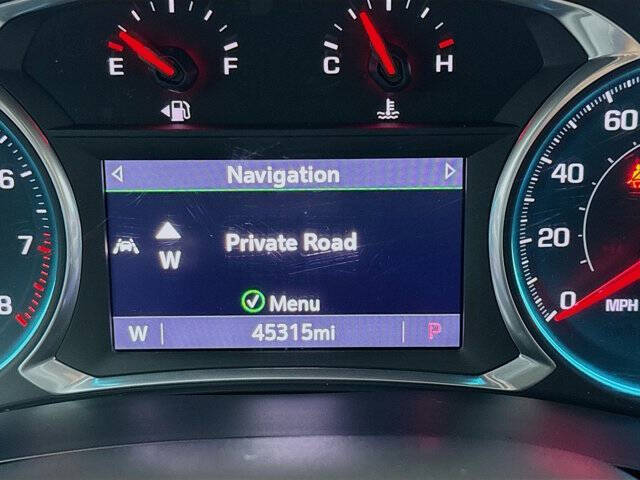 E F
C H
60
6
40
Navigation
7
20
W
Private Road
Menu
8
0
MPH
W 45315mi P